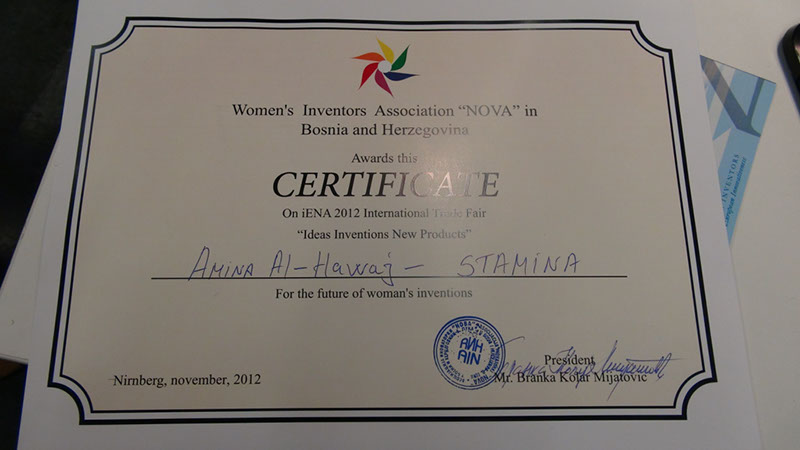 Women's Inventors Association “NOVA” in
Bosnia and Herzegovina
Awards this
CERTIFICATE
On iENA 2012 International Trade Fair
“Ideas Inventions New Products”
Amina Al-Hawaj - STAMINA
For the future of woman's inventions
АИН
AIN
President
Mr. Branka Kolar Mijatović
Nirnberg, november, 2012
INVENTORS